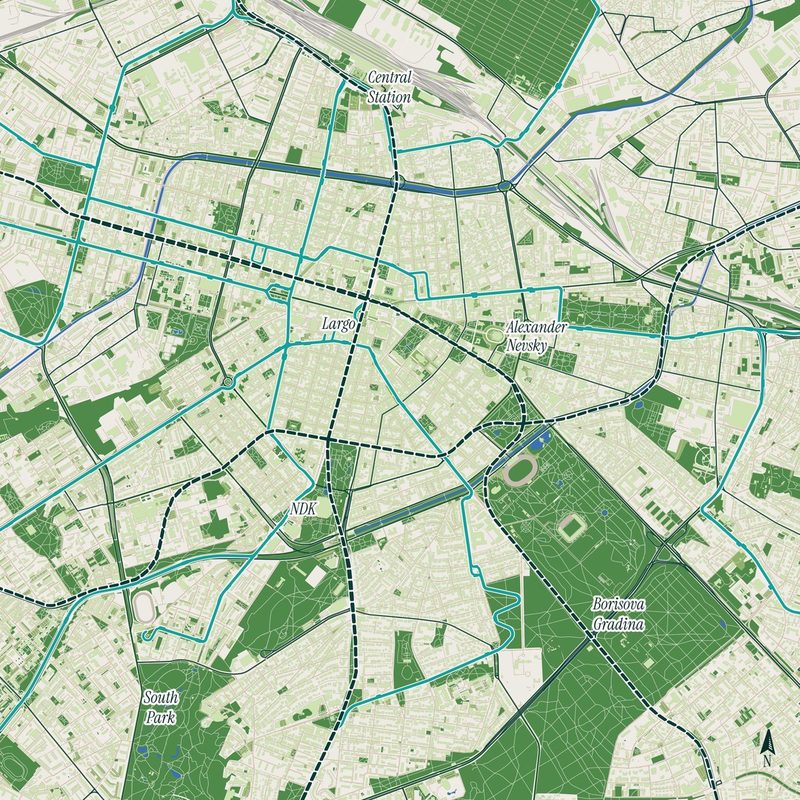 Central
Station
Largo
Alexander
Nevsky
NDK
Borisova
Gradina
South
Park
N